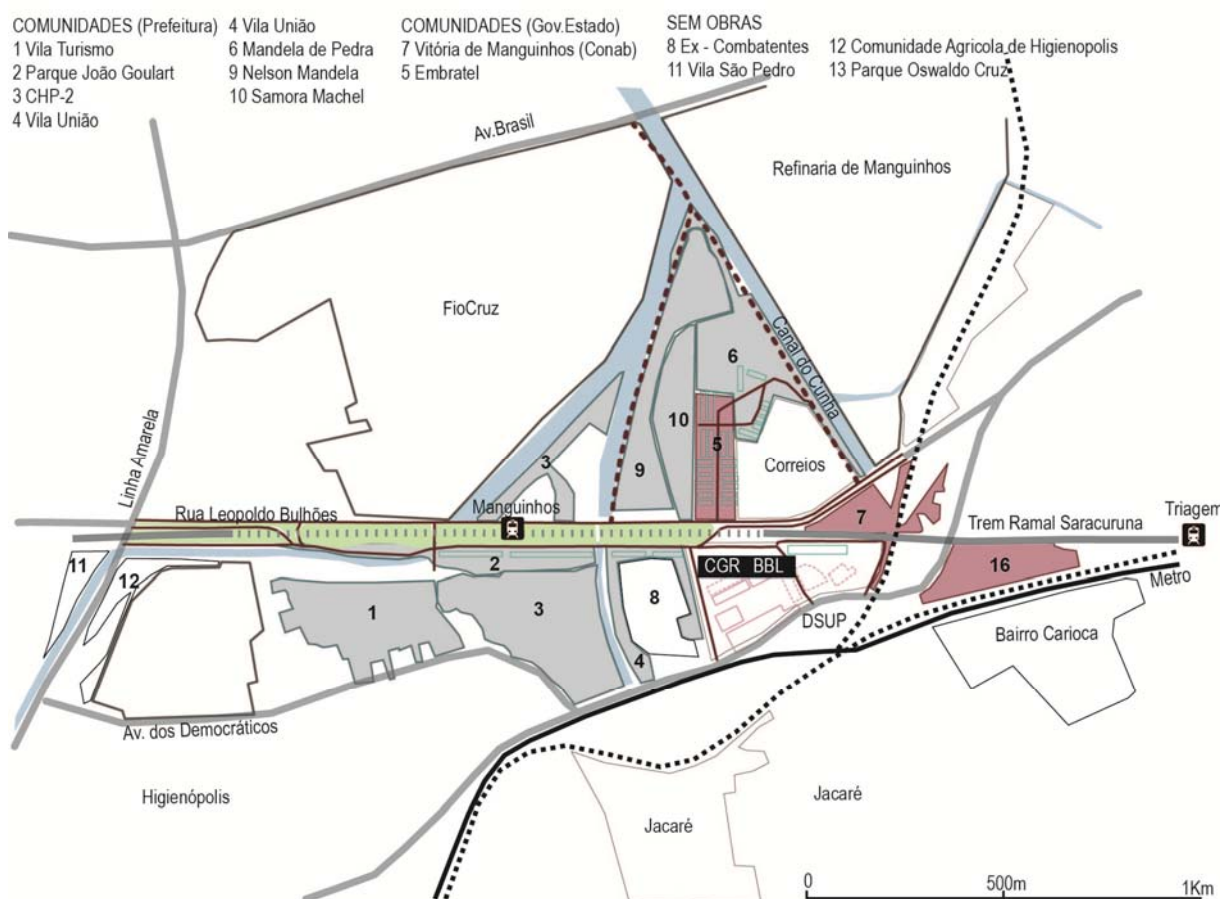 COMUNIDADES (Prefeitura)
1 Vila Turismo
2 Parque João Goulart
3 CHP-2
4 Vila União
4 Vila União
6 Mandela de Pedra
9 Nelson Mandela
10 Samora Machel
COMUNIDADES (Gov.Estado)
7 Vitória de Manguinhos (Conab)
5 Embratel
SEM OBRAS
8 Ex - Combatentes
11 Vila São Pedro
12 Comunidade Agricola de Higienopolis
13 Parque Oswaldo Cruz
Av.Brasil
Refinaria de Manguinhos
FioCruz
Canal do Cunha
6
Linha Amarela
10
5
3
9
Correios
Manguinhos
Rua Leopoldo Bulhões
7
Trem Ramal Saracuruna
Triagem
11
12
2
CGR BBL
16
Metro
1
3
8
4
DSUP
Bairro Carioca
Av. dos Democráticos
Higienópolis
Jacaré
Jacaré
0
500m
1Km